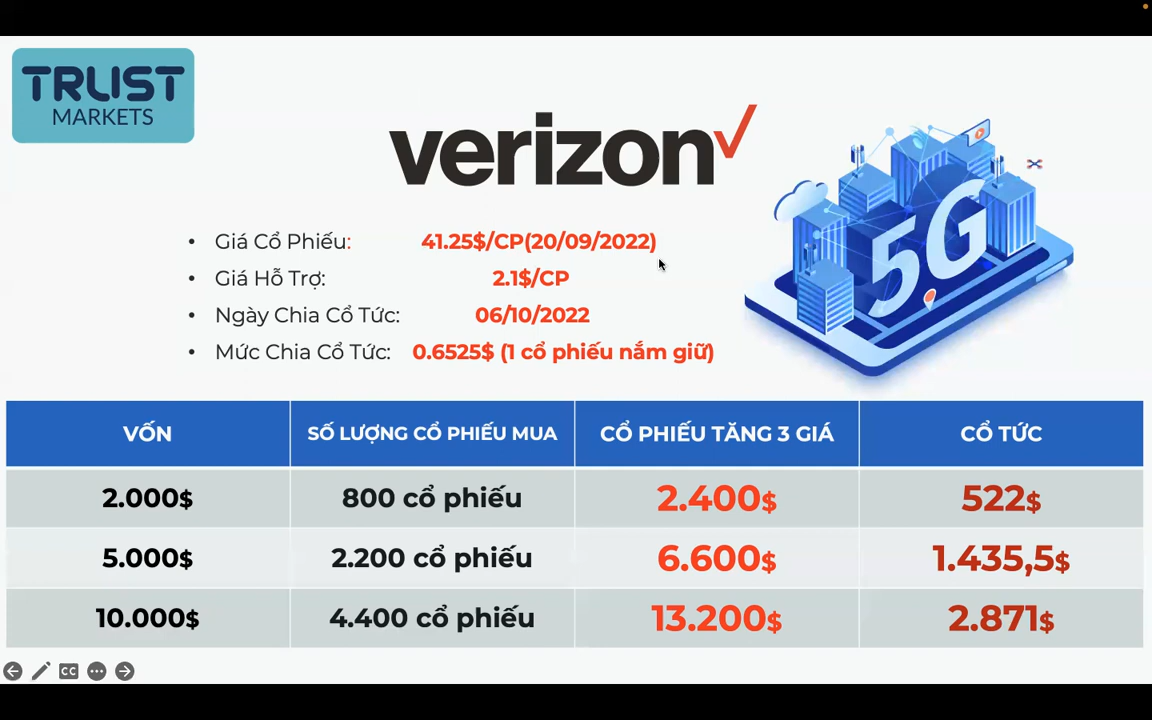 TRUST
MARKETS
verizon
5G
• Giá Cổ Phiếu: 41.25$/CP(20/09/2022)
• Giá Hỗ Trợ: 2.1$/CP
• Ngày Chia Cổ Tức: 06/10/2022
• Mức Chia Cổ Tức: 0.6525$ (1 cổ phiếu nắm giữ)
VỐN SỐ LƯỢNG CỔ PHIẾU MUA CỔ PHIẾU TĂNG 3 GIÁ CỔ TỨC
2.000$ 800 cổ phiếu 2.400$ 522$
5.000$ 2.200 cổ phiếu 6.600$ 1.435,5$
10.000$ 4.400 cổ phiếu 13.200$ 2.871$
CC